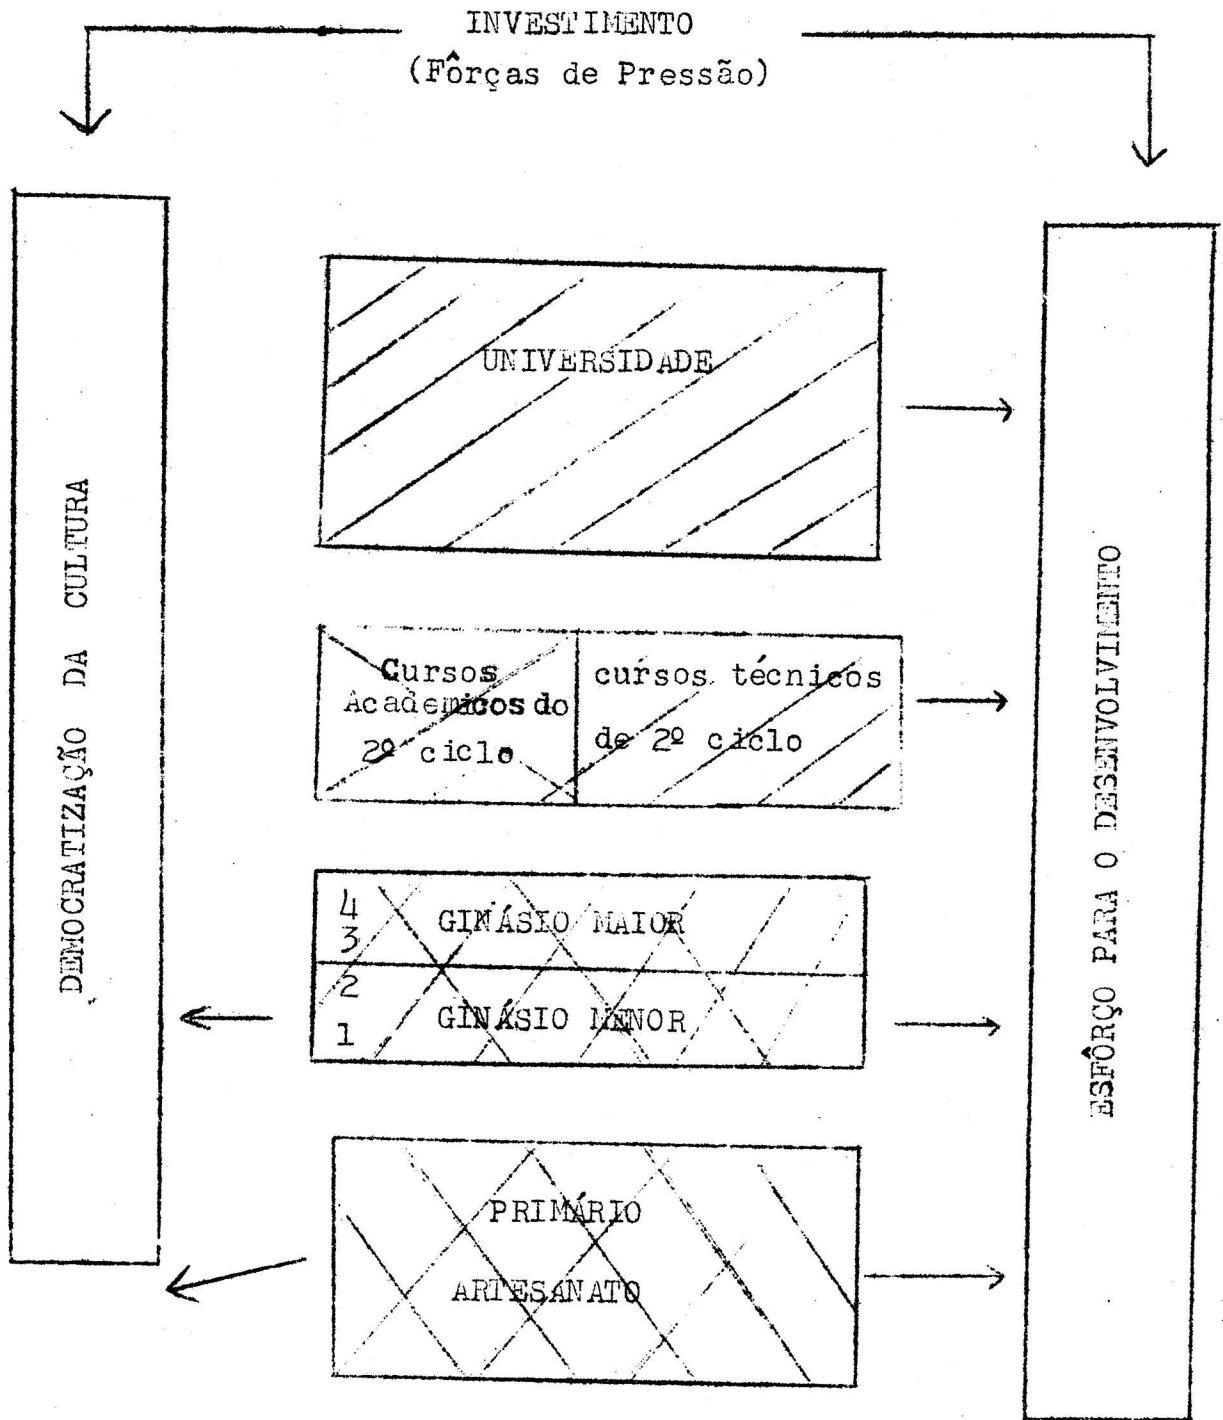 INVESTIMENTO
(Fôrças de Pressão)
DEMOCRATIZAÇÃO DA CULTURA
UNIVERSIDADE
Cursos
Academicos do
2º ciclo
cursos técnicos
de 2º ciclo
4
3
GINÁSIO MAIOR
2
1
GINÁSIO MENOR
PRIMÁRIO
ARTESANATO
ESFÔRÇO PARA O DESENVOLVIMENTO